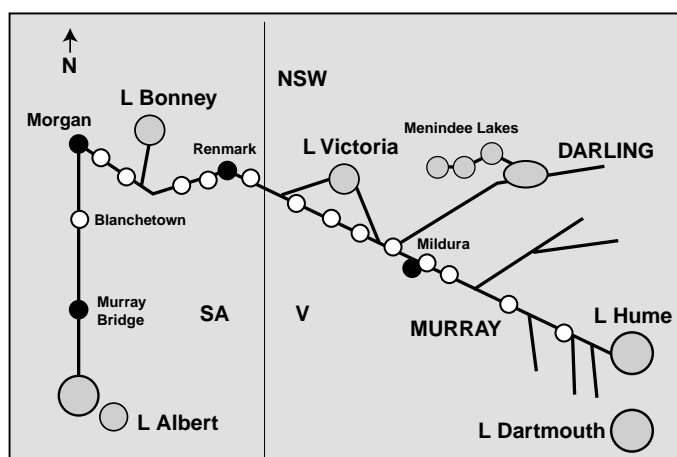 N
NSW
L Bonney
Morgan
Renmark
L Victoria
Menindee Lakes
DARLING
Blanchetown
Mildura
Murray
Bridge
SA
V
MURRAY
L Hume
L Albert
L Dartmouth